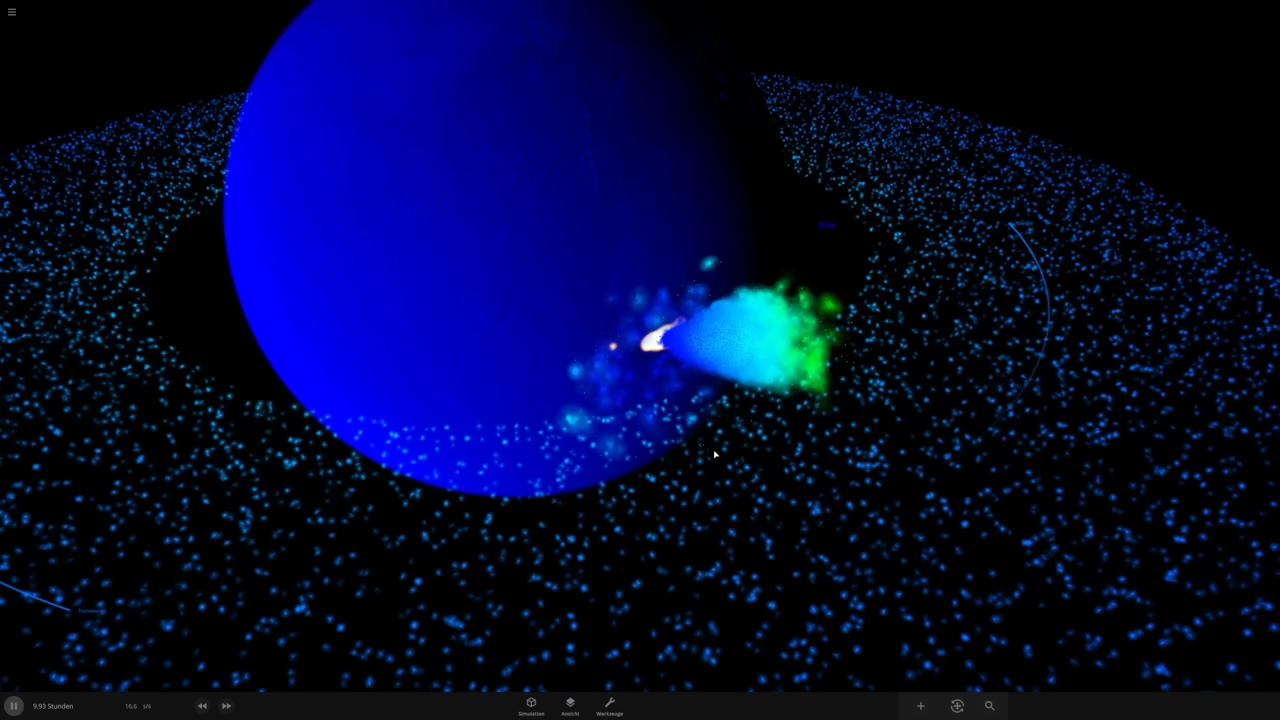 9.93 Stunden
16,6 s/s
Simulation
Ansicht
Werkzeuge